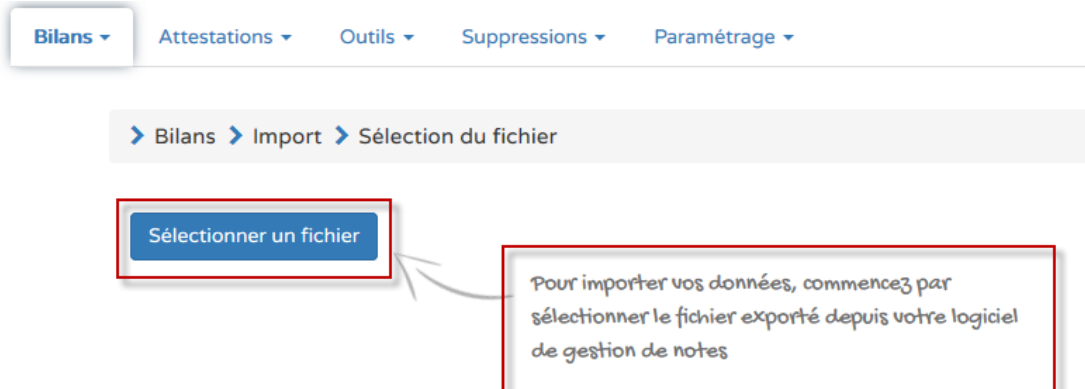 Bilans Attestations Outils Suppressions Paramétrage
Bilans Import Sélection du fichier
Sélectionner un fichier
Pour importer vos données, commencez par
sélectionner le fichier exporté depuis votre logiciel
de gestion de notes